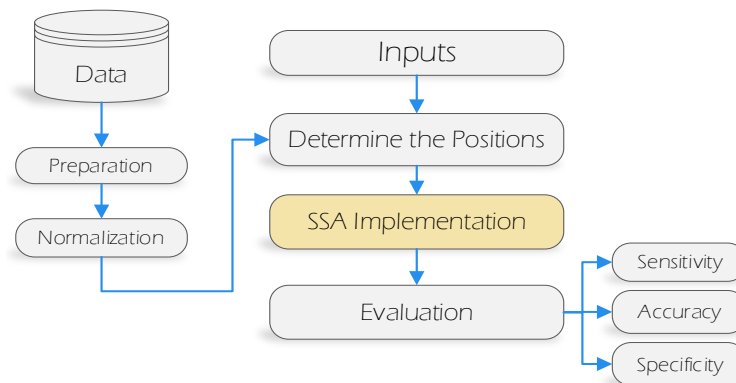 Data
Preparation
Normalization
Inputs
Determine the Positions
SSA Implementation
Evaluation
Sensitivity
Accuracy
Specificity